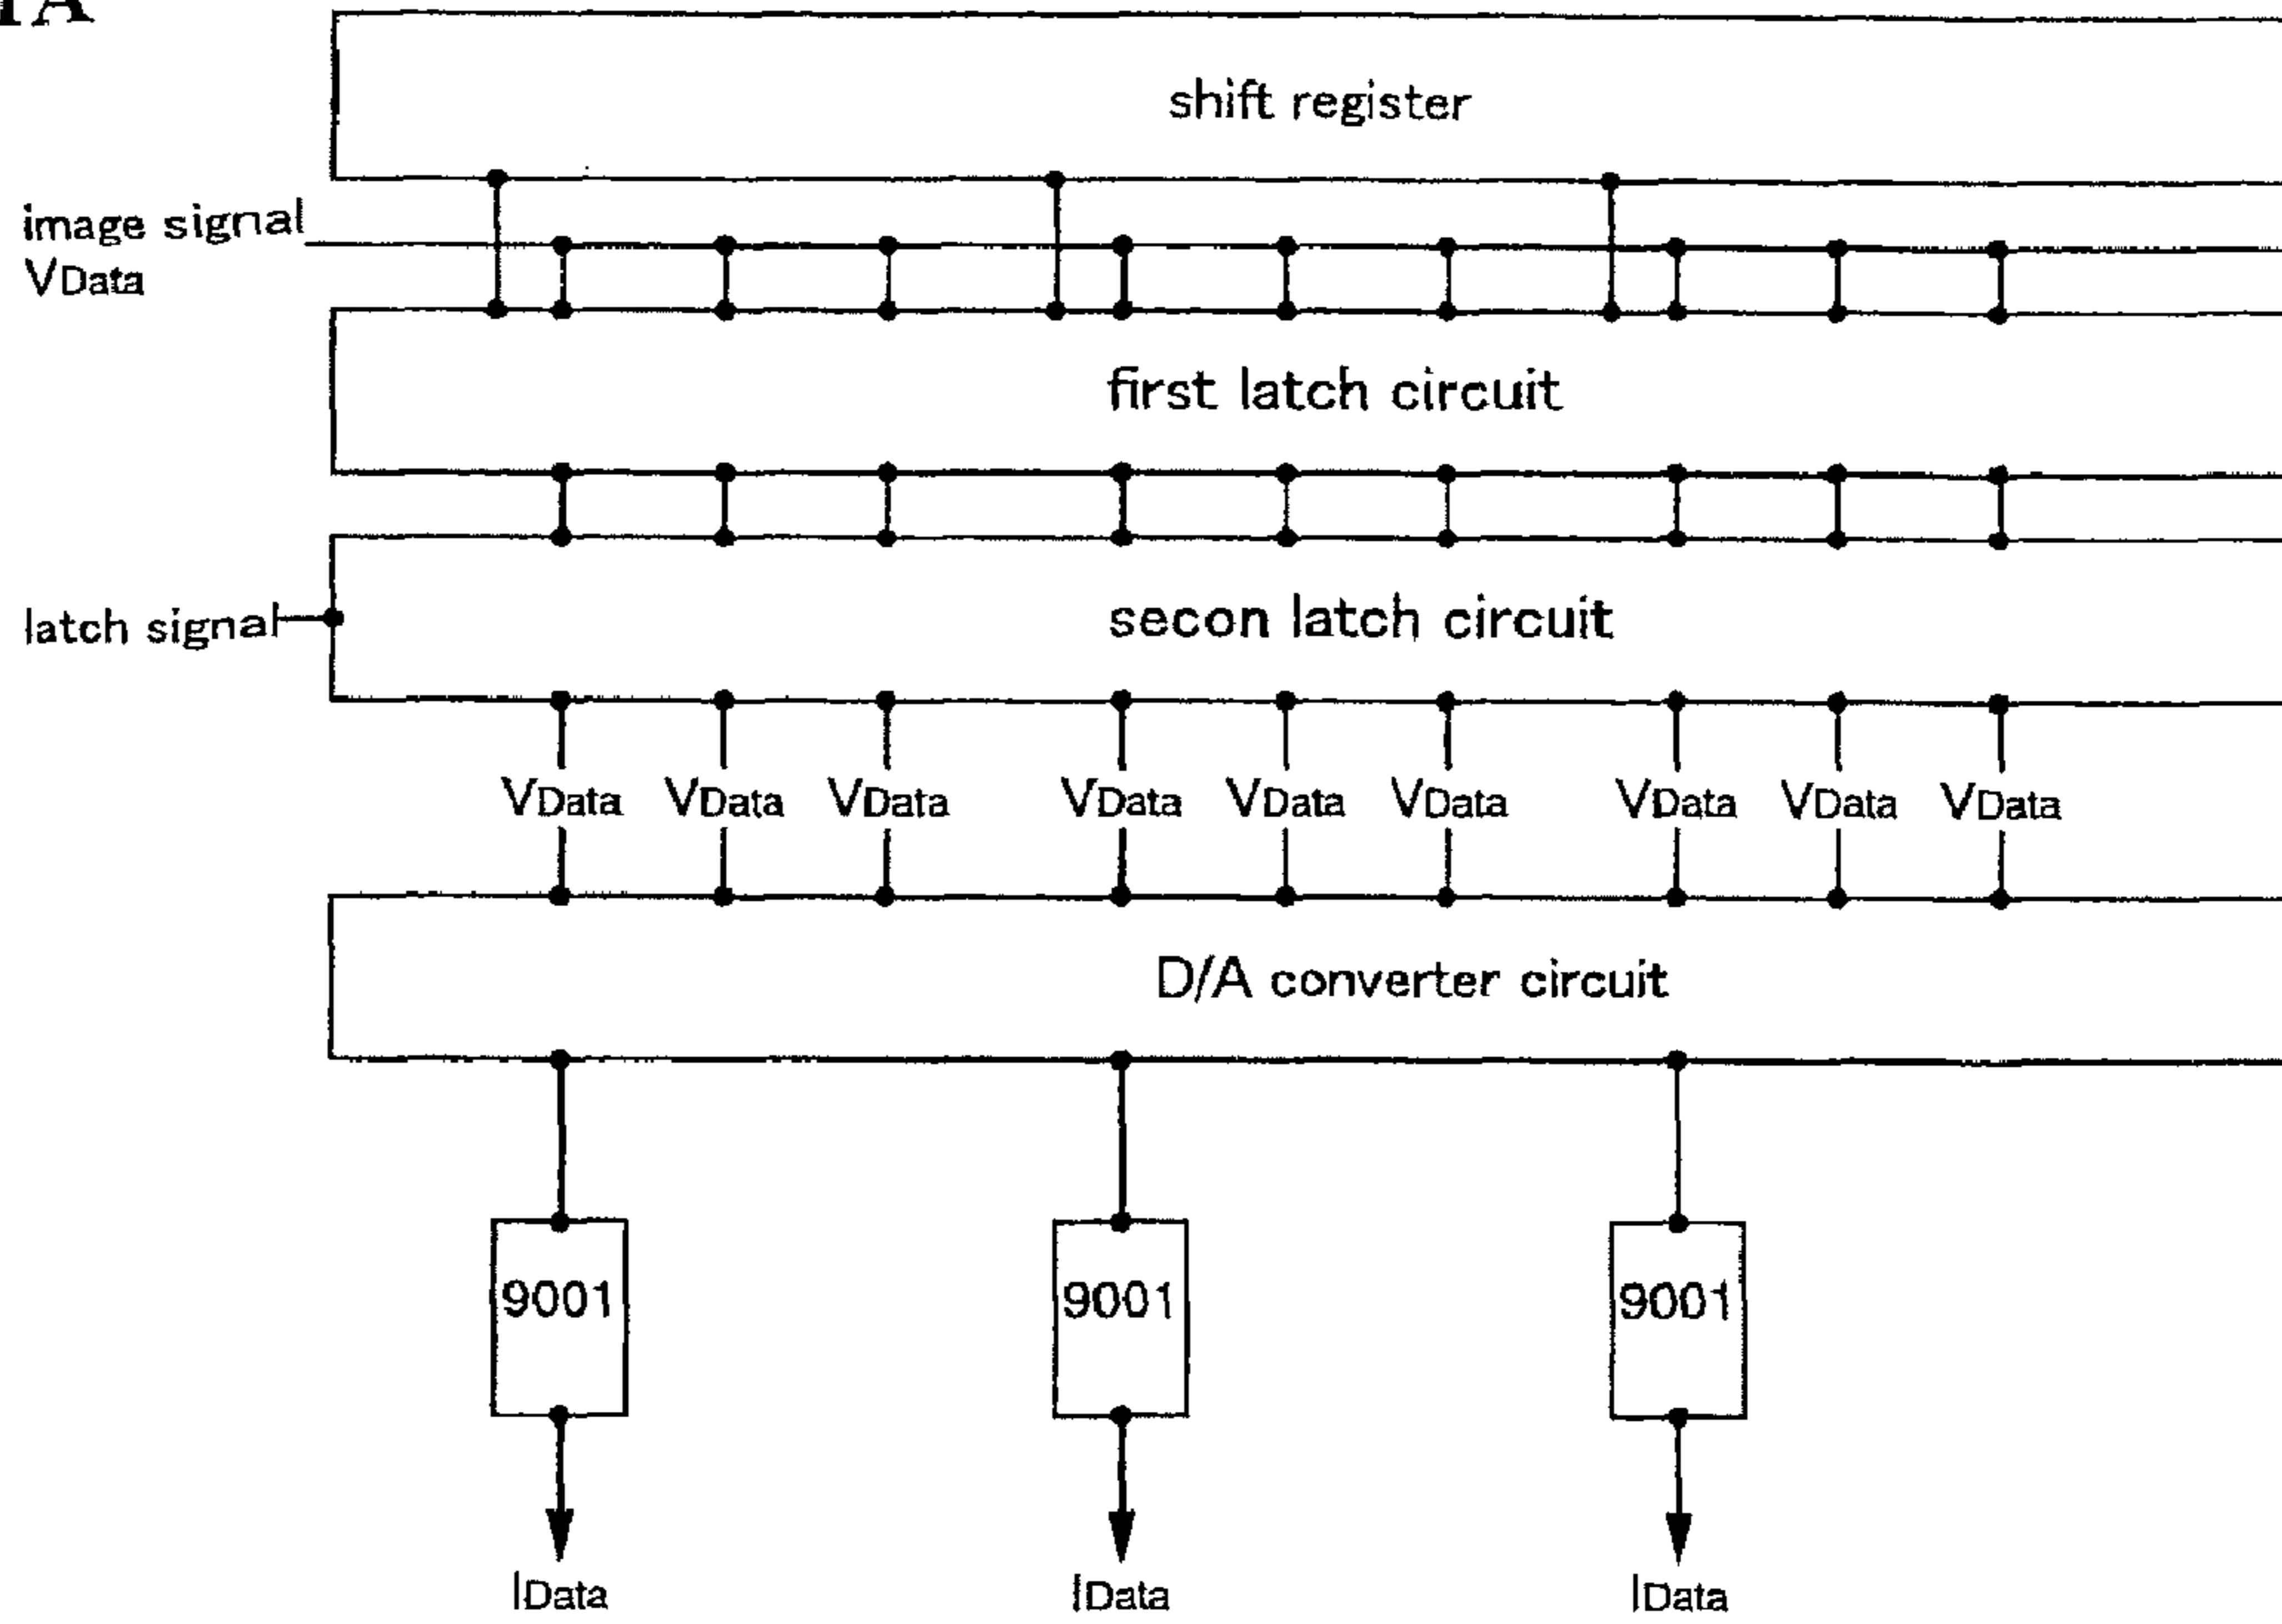 shift register
image signal
VData
first latch circuit
latch signal
secon latch circuit
VData VData VData VData VData VData VData VData VData
D/A converter circuit
9001 9001 9001
IData IData IData